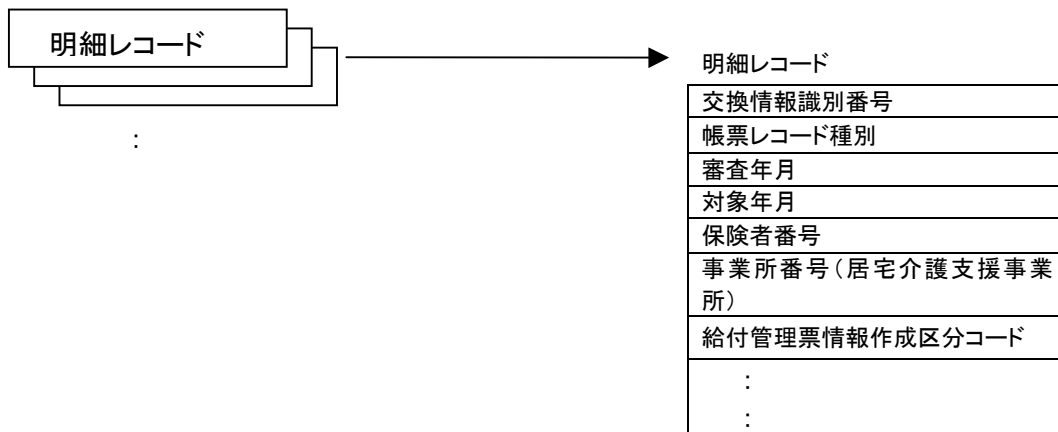 明細レコード
:
明細レコード
交換情報識別番号
帳票レコード種別
審査年月
対象年月
保険者番号
事業所番号(居宅介護支援事業
所)
給付管理票情報作成区分コード
:
: